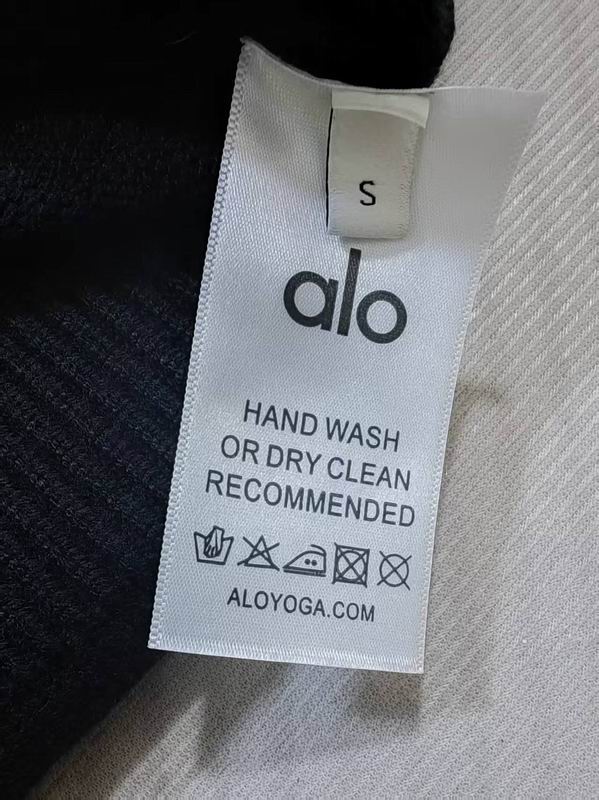 S
alo
HAND WASH
OR DRY CLEAN
RECOMMENDED
ALOYOGA.COM